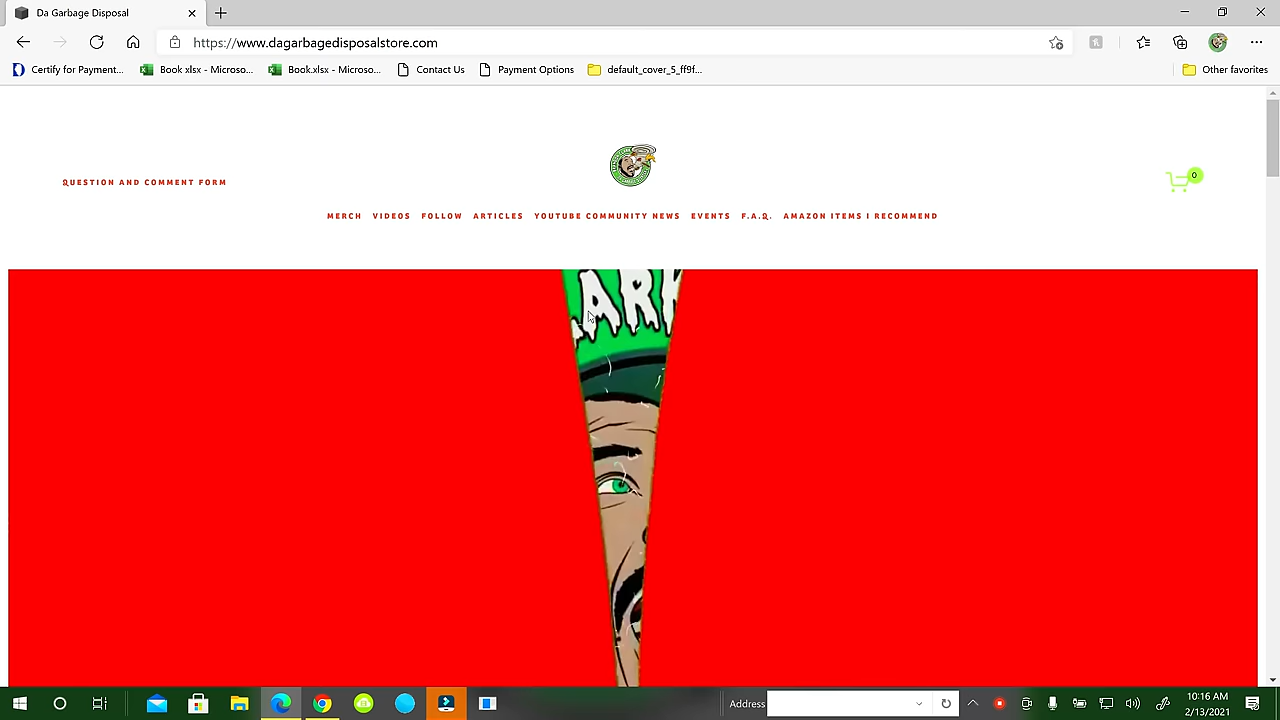 Da Garbage Disposal
https://www.dagarbagedisposalstore.com
Certify for Payment...
Book xlsx - Microso...
Book.xlsx - Microso...
Contact Us
Payment Options
default_cover_5_ff9f...
Other favorites
QUESTION AND COMMENT FORM
0
MERCH VIDEOS FOLLOW ARTICLES YOUTUBE COMMUNITY NEWS EVENTS F.A.Q. AMAZON ITEMS I RECOMMEND
Address
10:16 AM
2/13/2021